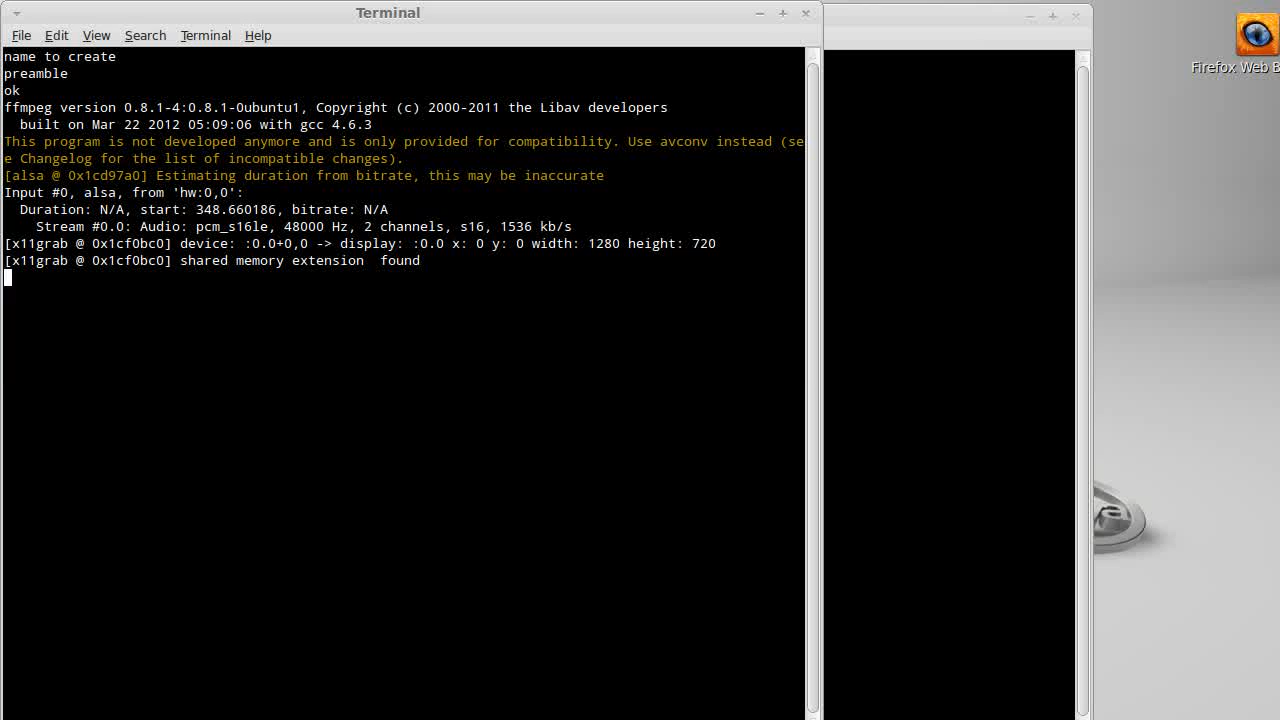 Terminal
File Edit View Search Terminal Help
name to create
preamble
ok
ffmpeg version 0.8.1-4:0.8.1-0ubuntu1, Copyright (c) 2000-2011 the Libav developers
built on Mar 22 2012 05:09:06 with gcc 4.6.3
This program is not developed anymore and is only provided for compatibility. Use avconv instead (se
e Changelog for the list of incompatible changes).
[alsa @ 0x1cd97a0] Estimating duration from bitrate, this may be inaccurate
Input #0, alsa, from 'hw:0,0':
Duration: N/A, start: 348.660186, bitrate: N/A
Stream #0.0: Audio: pcm_s16le, 48000 Hz, 2 channels, s16, 1536 kb/s
[x11grab @ 0x1cf0bc0] device: :0.0+0,0 -> display: :0.0 x: 0 y: 0 width: 1280 height: 720
[x11grab @ 0x1cf0bc0] shared memory extension  found
Firefox Web B